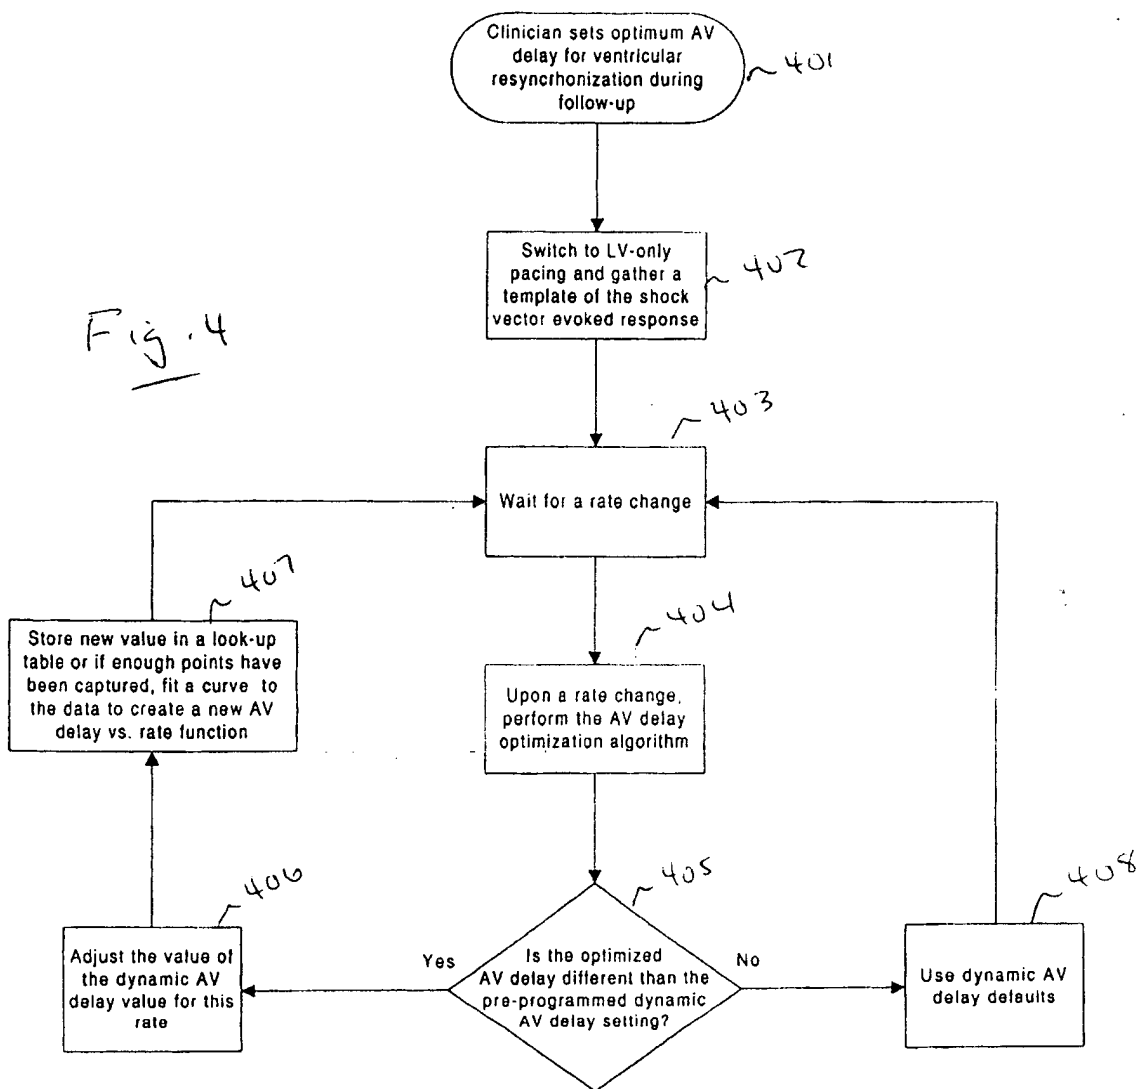 Clinician sets optimum AV
delay for ventricular
resyncrhonization during
follow-up
401
Switch to LV-only
pacing and gather a
template of the shock
vector evoked response
402
Fig. 4
403
Wait for a rate change
407
Store new value in a look-up
table or if enough points have
been captured, fit a curve to
the data to create a new AV
delay vs. rate function
404
Upon a rate change,
perform the AV delay
optimization algorithm
405
406
408
Adjust the value of
the dynamic AV
delay value for this
rate
Yes
Is the optimized
AV delay different than the
pre-programmed dynamic
AV delay setting?
No
Use dynamic AV
delay defaults